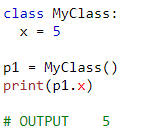 class MyClass:
  x = 5

p1 = MyClass()
print(p1.x)

# OUTPUT    5